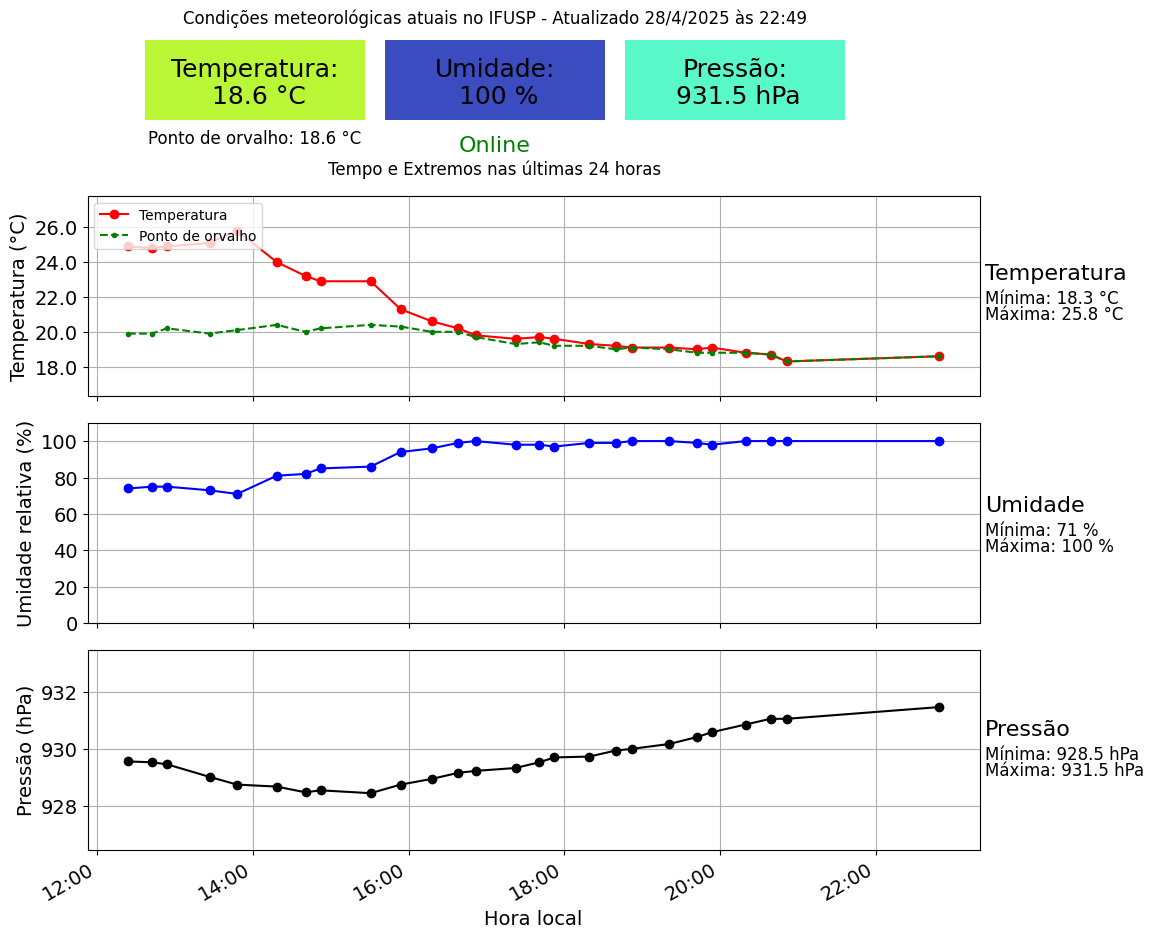 Condições meteorológicas atuais no IFUSP - Atualizado 28/4/2025 às 22:49
Temperatura:
18.6 °C
Umidade:
100 %
Pressão:
931.5 hPa
Ponto de orvalho: 18.6 °C
Online
Tempo e Extremos nas últimas 24 horas
Temperatura (°C)
26.0
24.0
22.0
20.0
18.0
Temperatura
Ponto de orvalho
Temperatura
Mínima: 18.3 °C
Máxima: 25.8 °C
Umidade relativa (%)
100
80
60
40
20
0
Umidade
Mínima: 71 %
Máxima: 100 %
Pressão (hPa)
932
930
928
Pressão
Mínima: 928.5 hPa
Máxima: 931.5 hPa
12:00
14:00
16:00
18:00
20:00
22:00
Hora local